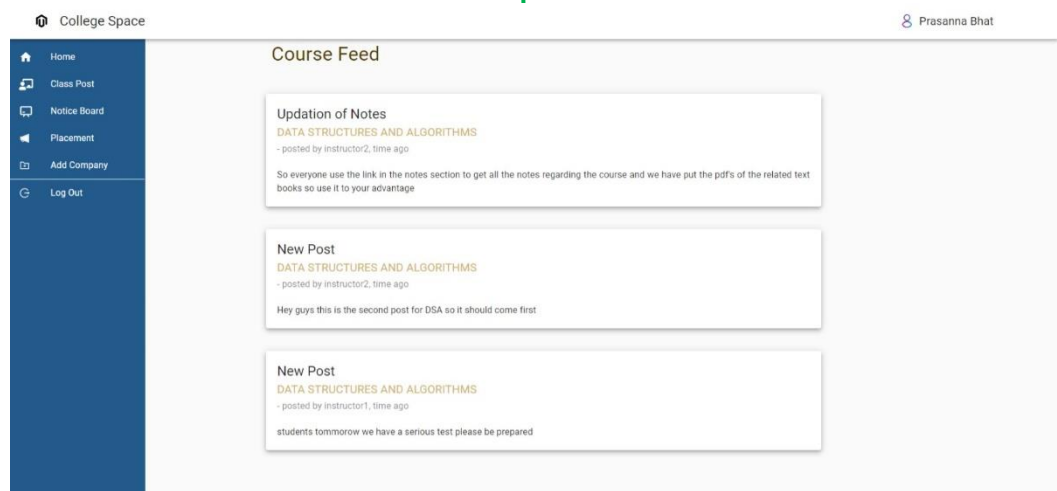 College Space
Prasanna Bhat
Home
Class Post
Notice Board
Placement
Add Company
Log Out
Course Feed
Updation of Notes
DATA STRUCTURES AND ALGORITHMS
- posted by instructor2, time ago
So everyone use the link in the notes section to get all the notes regarding the course and we have put the pdf's of the related text
books so use it to your advantage
New Post
DATA STRUCTURES AND ALGORITHMS
- posted by instructor2, time ago
Hey guys this is the second post for DSA so it should come first
New Post
DATA STRUCTURES AND ALGORITHMS
- posted by instructor1, time ago
students tommorow we have a serious test please be prepared